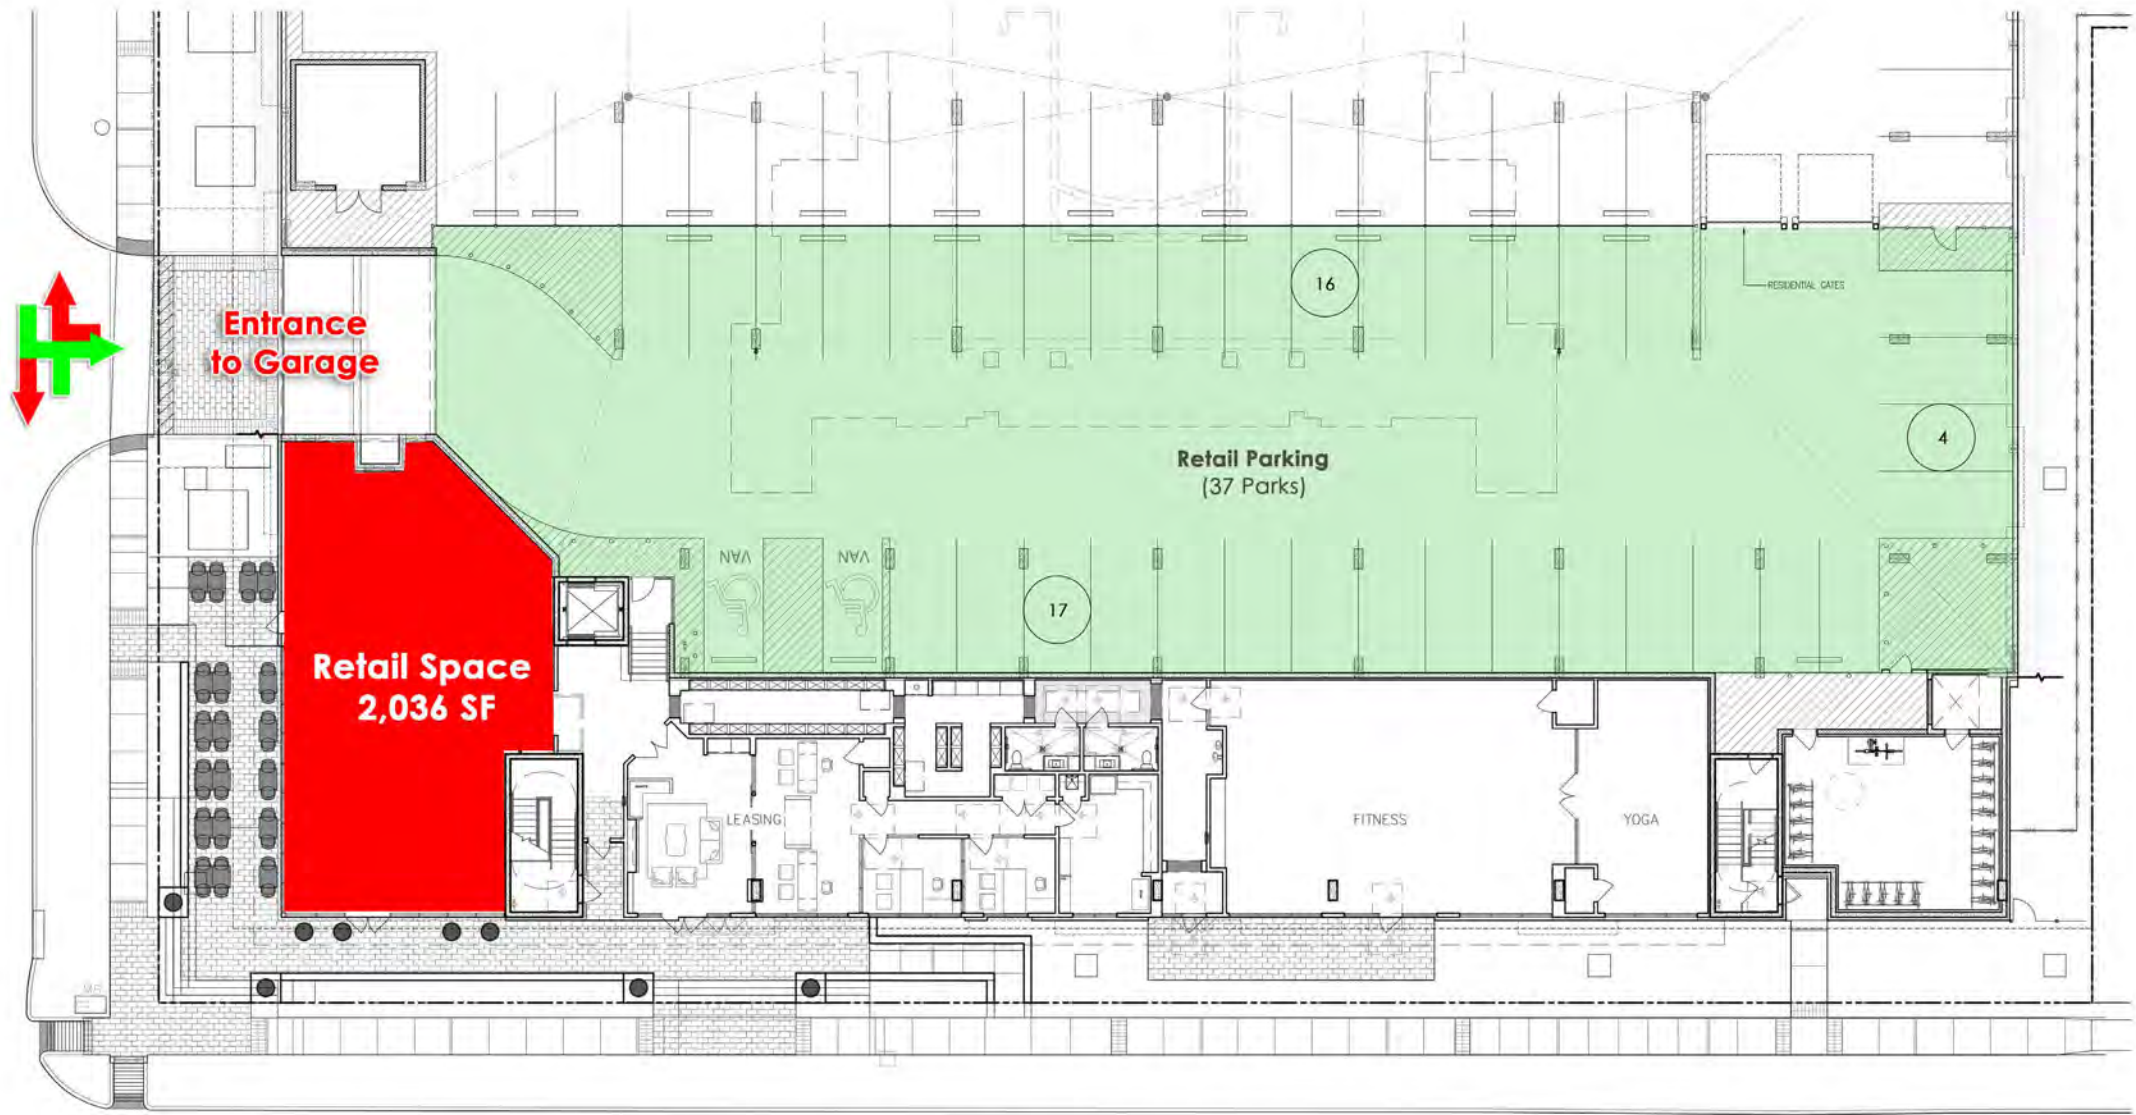 16
RESIDENTIAL GATES
Entrance
to Garage
4
Retail Parking
(37 Parks)
VAN
VAN
17
Retail Space
2,036 SF
LEASING
FITNESS
YOGA